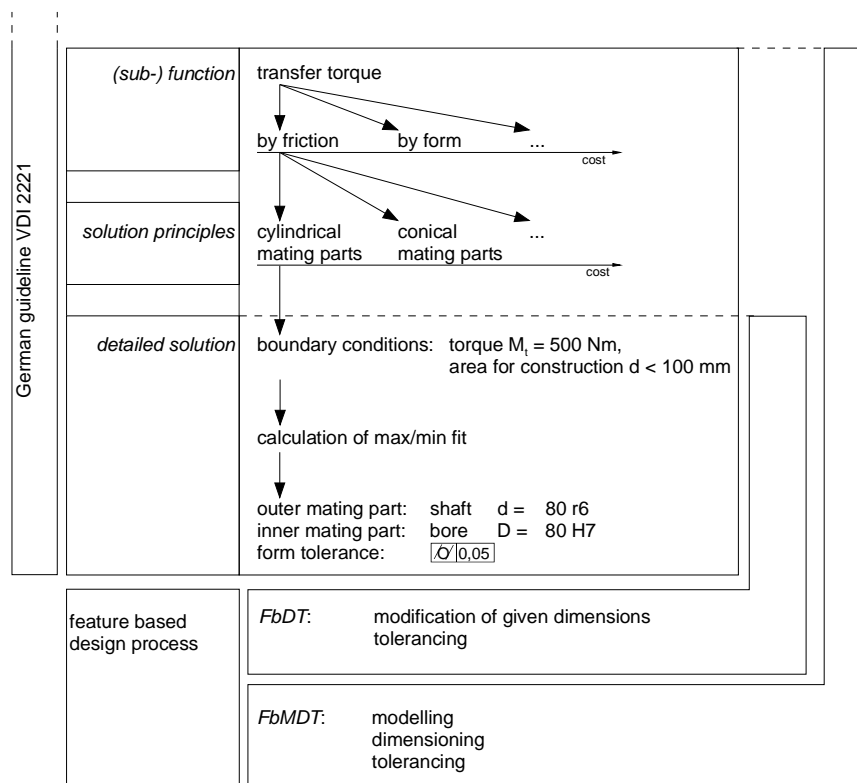 German guideline VDI 2221
(sub-) function
transfer torque
by friction by form ...
cost
solution principles
cylindrical mating parts
conical mating parts
...
cost
detailed solution
boundary conditions: torque Mt = 500 Nm,
area for construction d < 100 mm
calculation of max/min fit
outer mating part: shaft d = 80 r6
inner mating part: bore D = 80 H7
form tolerance: ⌭ 0,05
feature based
design process
FbDT: modification of given dimensions
tolerancing
FbMDT: modelling
dimensioning
tolerancing